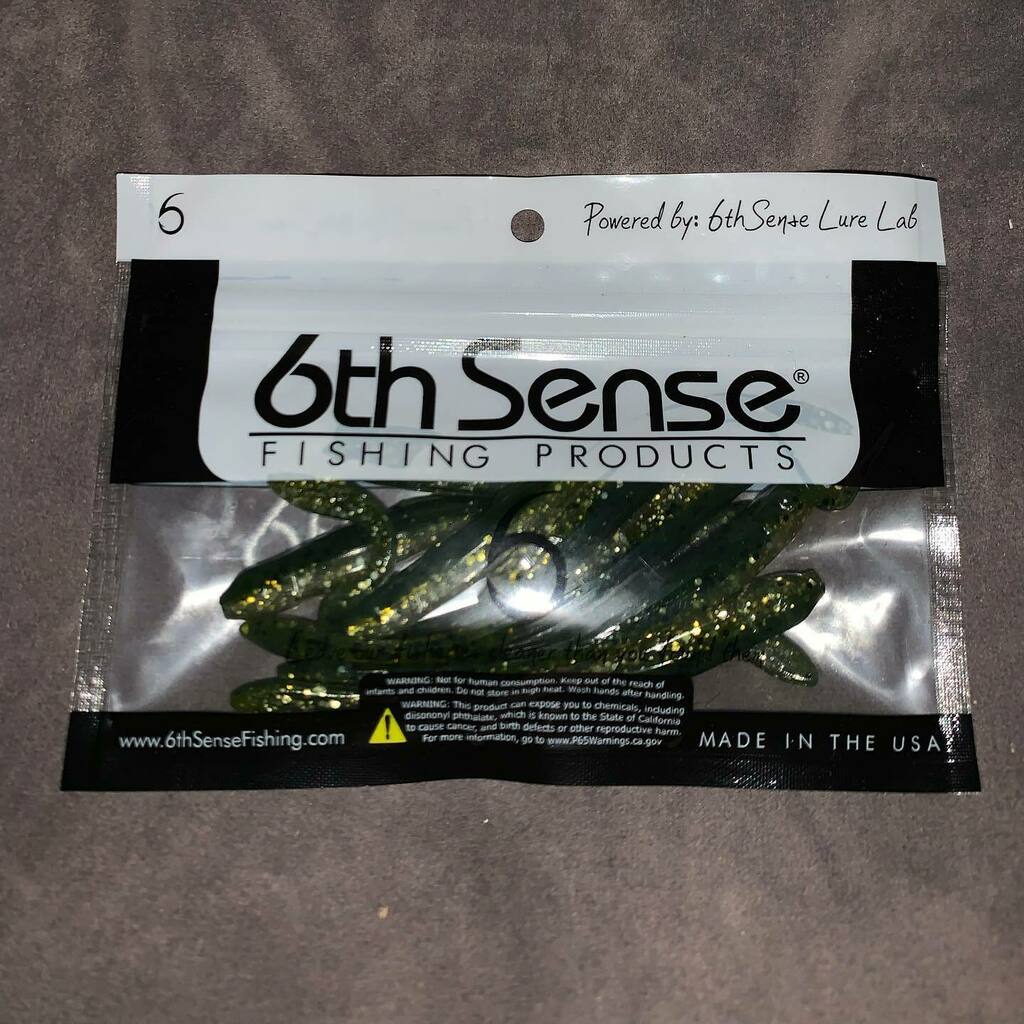 6
Powered by: 6th Sense Lure Lab
6th Sense®
FISHING PRODUCTS
than you
WARNING: Not for human consumption. Keep out of the reach of
infants and children. Do not store in high heat. Wash hands after handling.
WARNING: This product can expose you to chemicals, including
diisononyl phthalate, which is known to the State of California
to cause cancer, and birth defects or other reproductive harm.
For more information, go to www.P65Warnings.ca.gov
www.6thSenseFishing.com
MADE IN THE USA